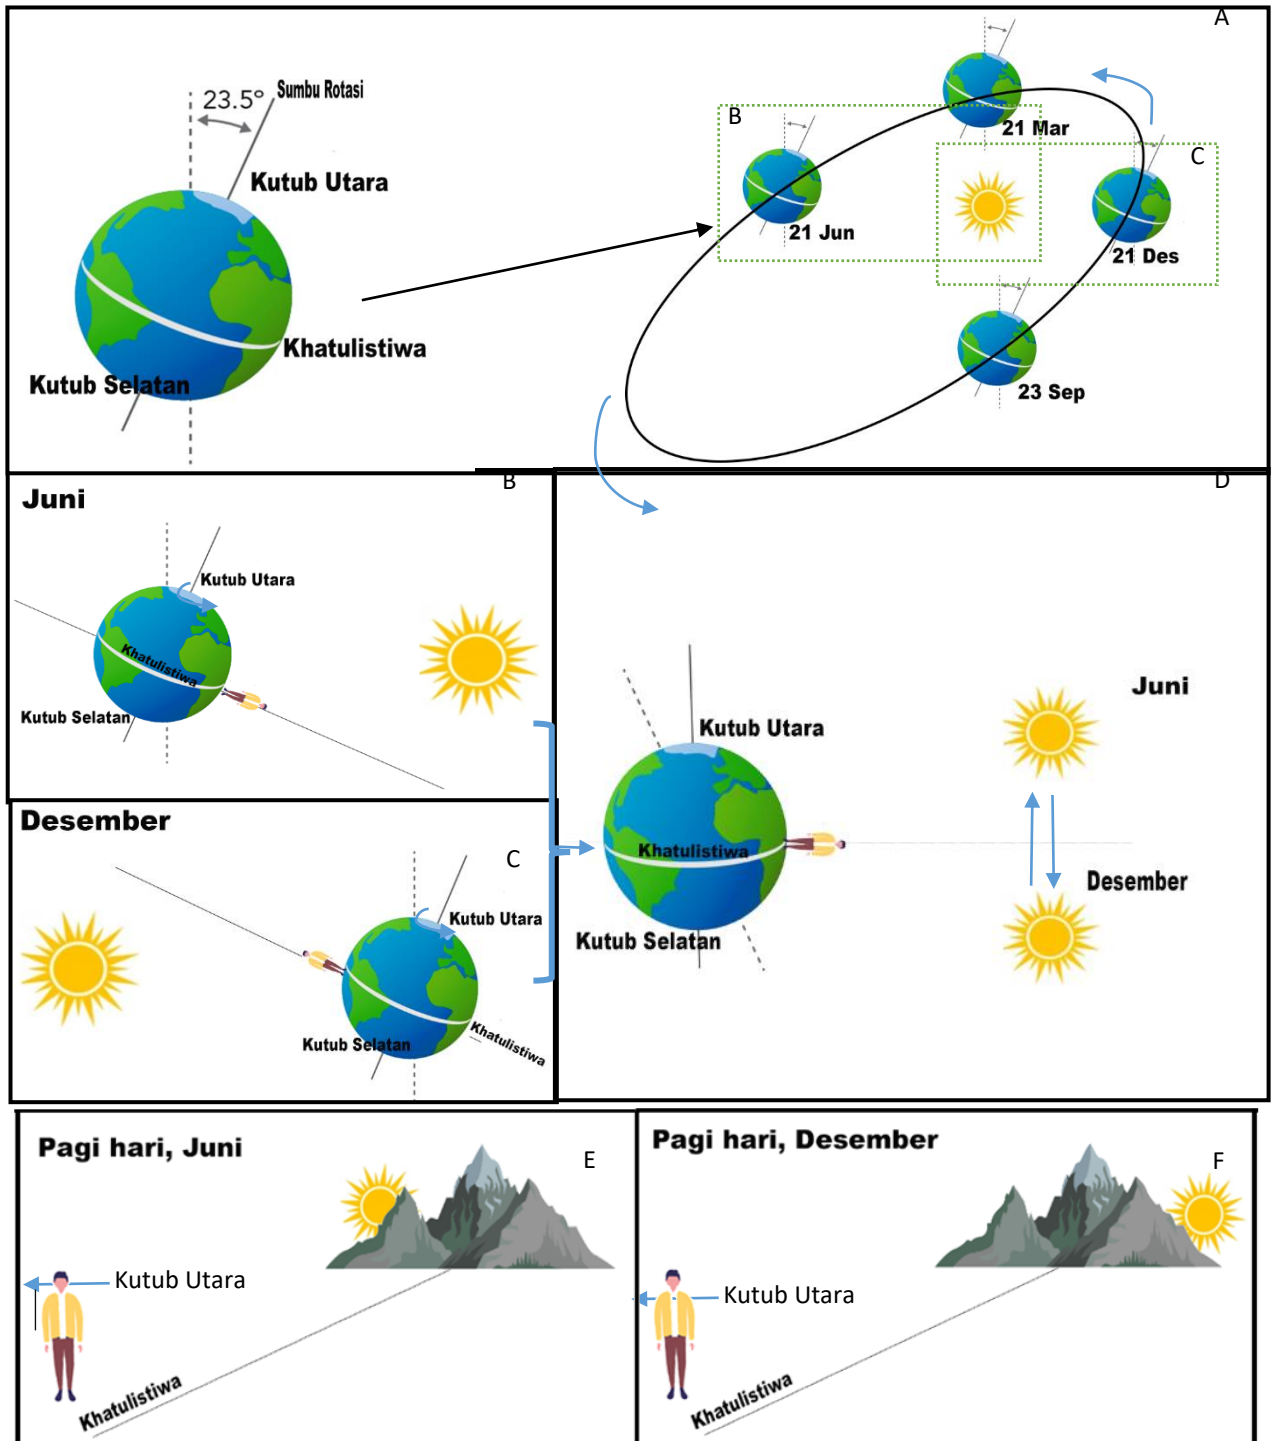 A
23.5°
Sumbu Rotasi
Kutub Utara
Khatulistiwa
Kutub Selatan
B
21 Jun
21 Mar
C
21 Des
23 Sep
B
Juni
Kutub Utara
Khatulistiwa
Kutub Selatan
Desember
C
Kutub Utara
Kutub Selatan
Khatulistiwa
D
Juni
Kutub Utara
Khatulistiwa
Desember
Kutub Selatan
Pagi hari, Juni
E
Kutub Utara
Khatulistiwa
Pagi hari, Desember
F
Kutub Utara
Khatulistiwa